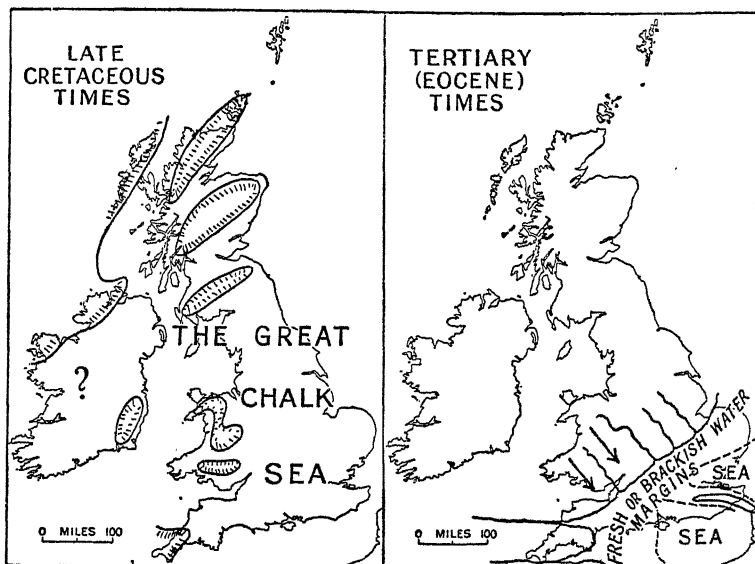 LATE
CRETACEOUS
TIMES
THE GREAT
?
CHALK
SEA
0 MILES 100
TERTIARY
(EOCENE)
TIMES
FRESH OR BRACKISH WATER
MARGINS
SEA
SEA
0 MILES 100